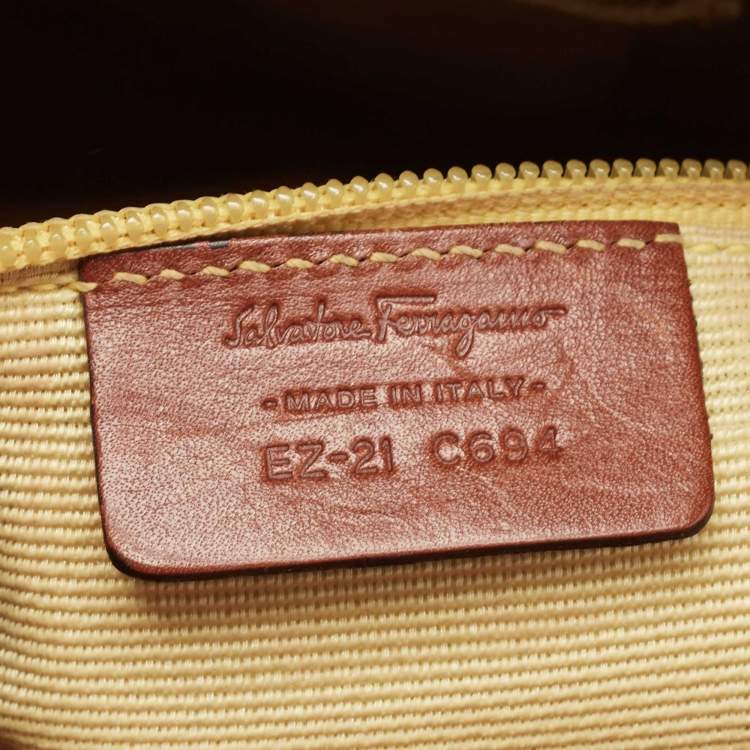 Salvatore Ferragamo
- MADE IN ITALY -
EZ-21 C694